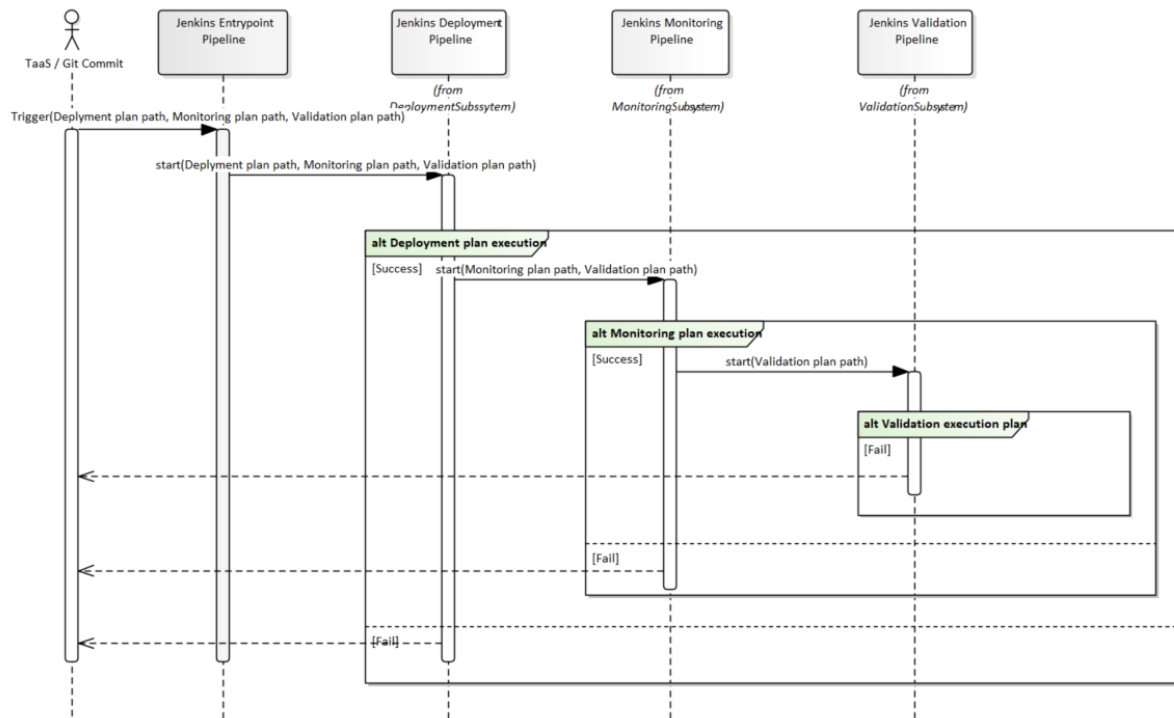 Jenkins Entrypoint
Pipeline
Jenkins Deployment
Pipeline
Jenkins Monitoring
Pipeline
Jenkins Validation
Pipeline
TaaS / Git Commit
(from
DeploymentSubssytem)
(from
MonitoringSubsystem)
(from
ValidationSubsystem)
Trigger(Deplyment plan path, Monitoring plan path, Validation plan path)
start(Deplyment plan path, Monitoring plan path, Validation plan path)
alt Deployment plan execution
[Success]
start(Monitoring plan path, Validation plan path)
alt Monitoring plan execution
[Success]
start(Validation plan path)
alt Validation execution plan
[Fail]
[Fail]
[Fail]